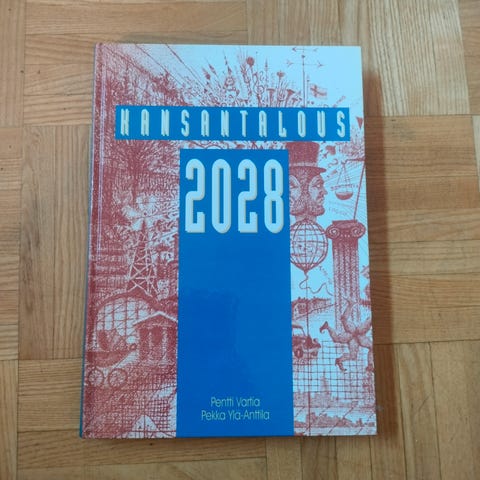 KANSANTALOUS
2028
Pentti Vartia
Pekka Ylä-Anttila